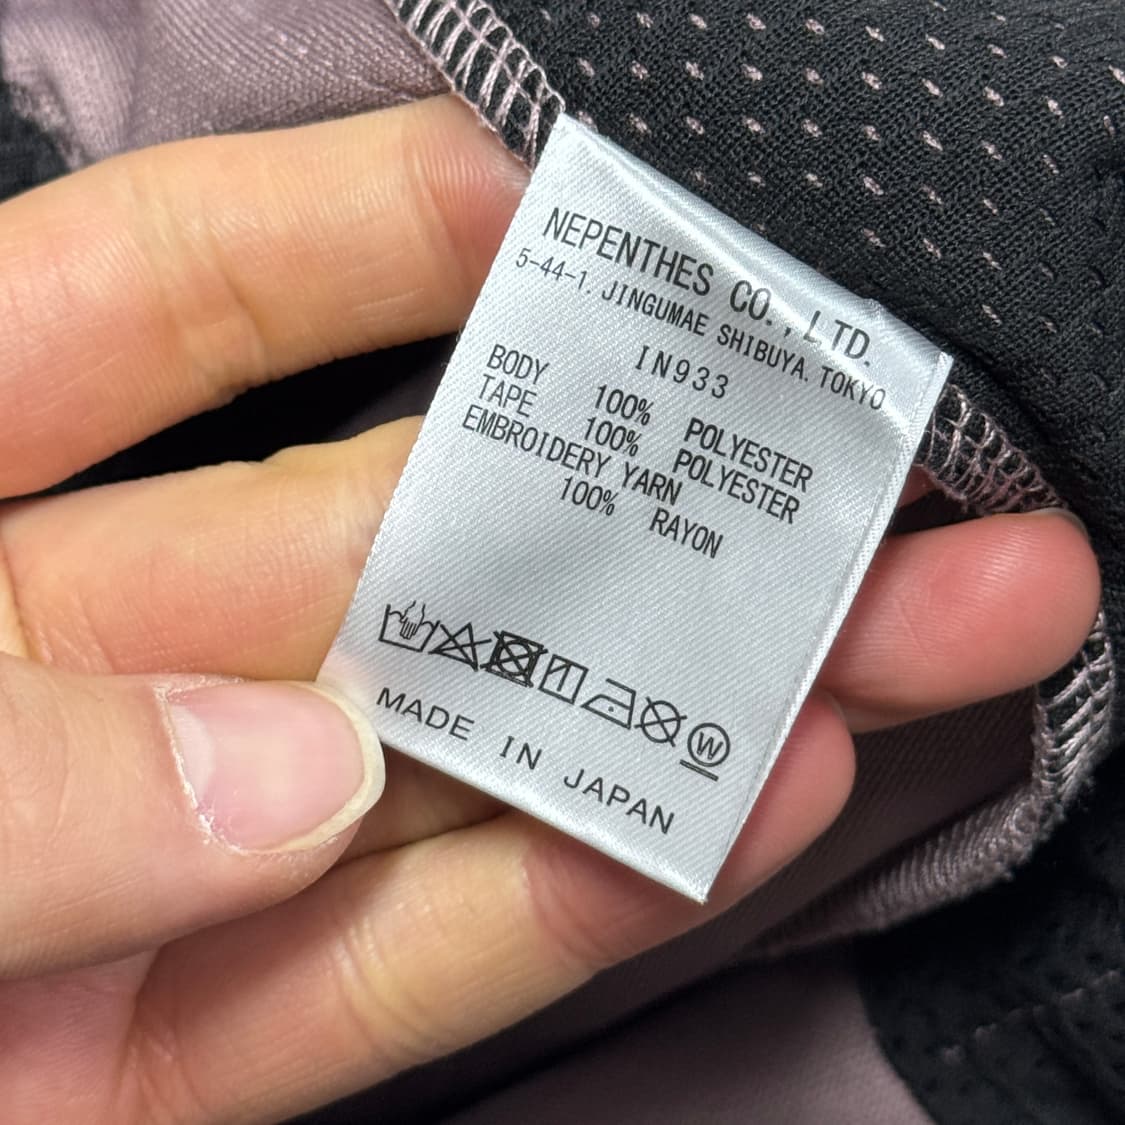 NEPENTHES CO., LTD.
5-44-1. JINGUMAE SHIBUYA. TOKYO
IN933
BODY 100% POLYESTER
TAPE 100% POLYESTER
EMBROIDERY YARN
100% RAYON
W
MADE IN JAPAN